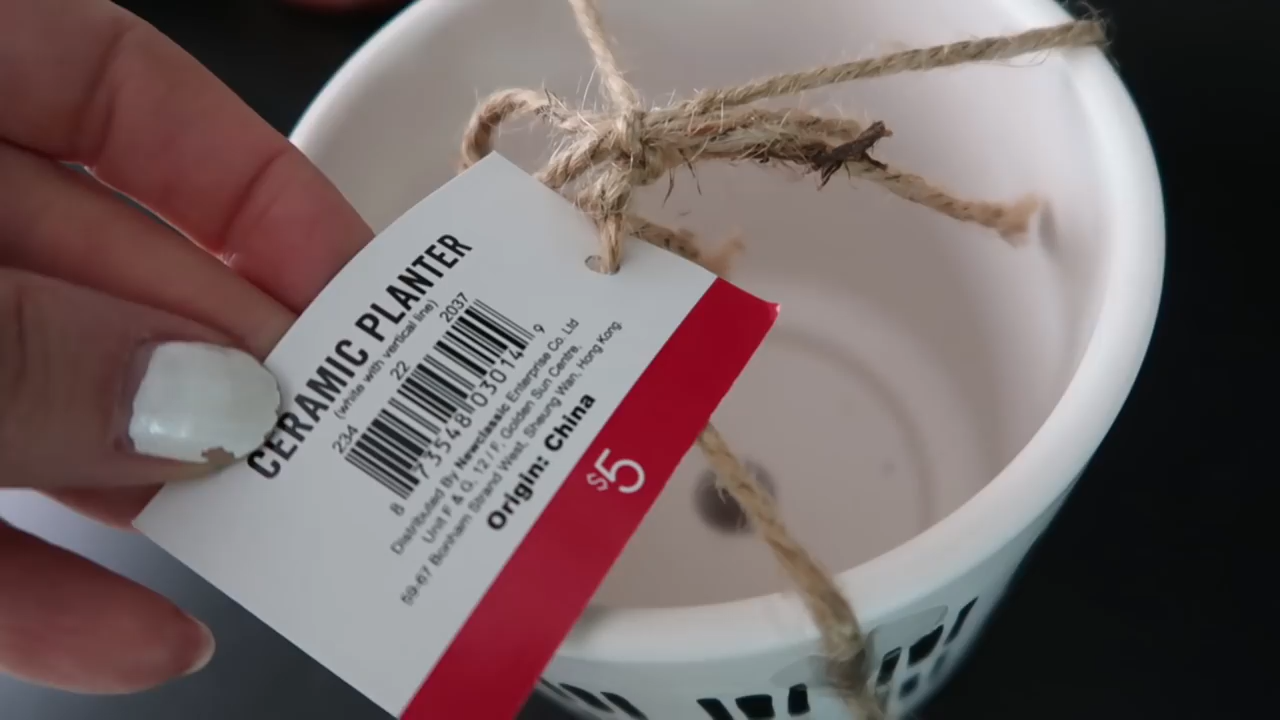 CERAMIC PLANTER
(white with vertical line)
234 22 2037
8 73548 03014 9
Distributed By Newclassic Enterprise Co. Ltd
Unit F & G, 12 / F, Golden Sun Centre,
59-67 Bonham Strand West, Sheung Wan, Hong Kong
Origin: China
$5